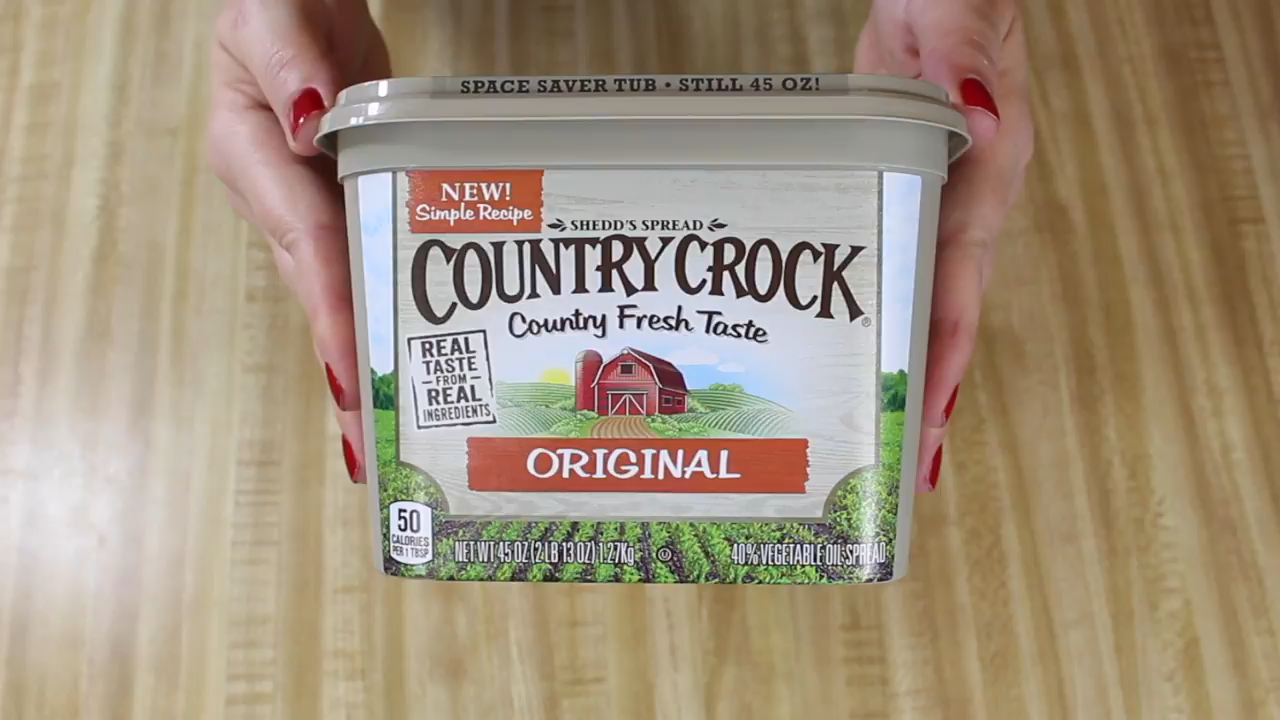 SPACE SAVER TUB • STILL 45 OZ!
NEW!
Simple Recipe
SHEDD'S SPREAD
COUNTRY CROCK®
Country Fresh Taste
REAL
TASTE
FROM
REAL
INGREDIENTS
ORIGINAL
50
CALORIES
PER 1 TBSP
NET WT 45 OZ (2 LB 13 OZ) 1.27Kg
40% VEGETABLE OIL SPREAD